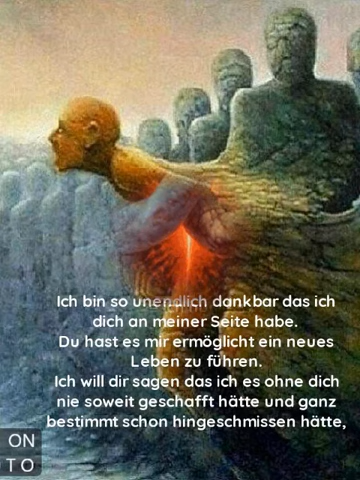 Ich bin so unendlich dankbar das ich
dich an meiner Seite habe.
Du hast es mir ermöglicht ein neues
Leben zu führen.
Ich will dir sagen das ich es ohne dich
nie soweit geschafft hätte und ganz
bestimmt schon hingeschmissen hätte,
ON
TO